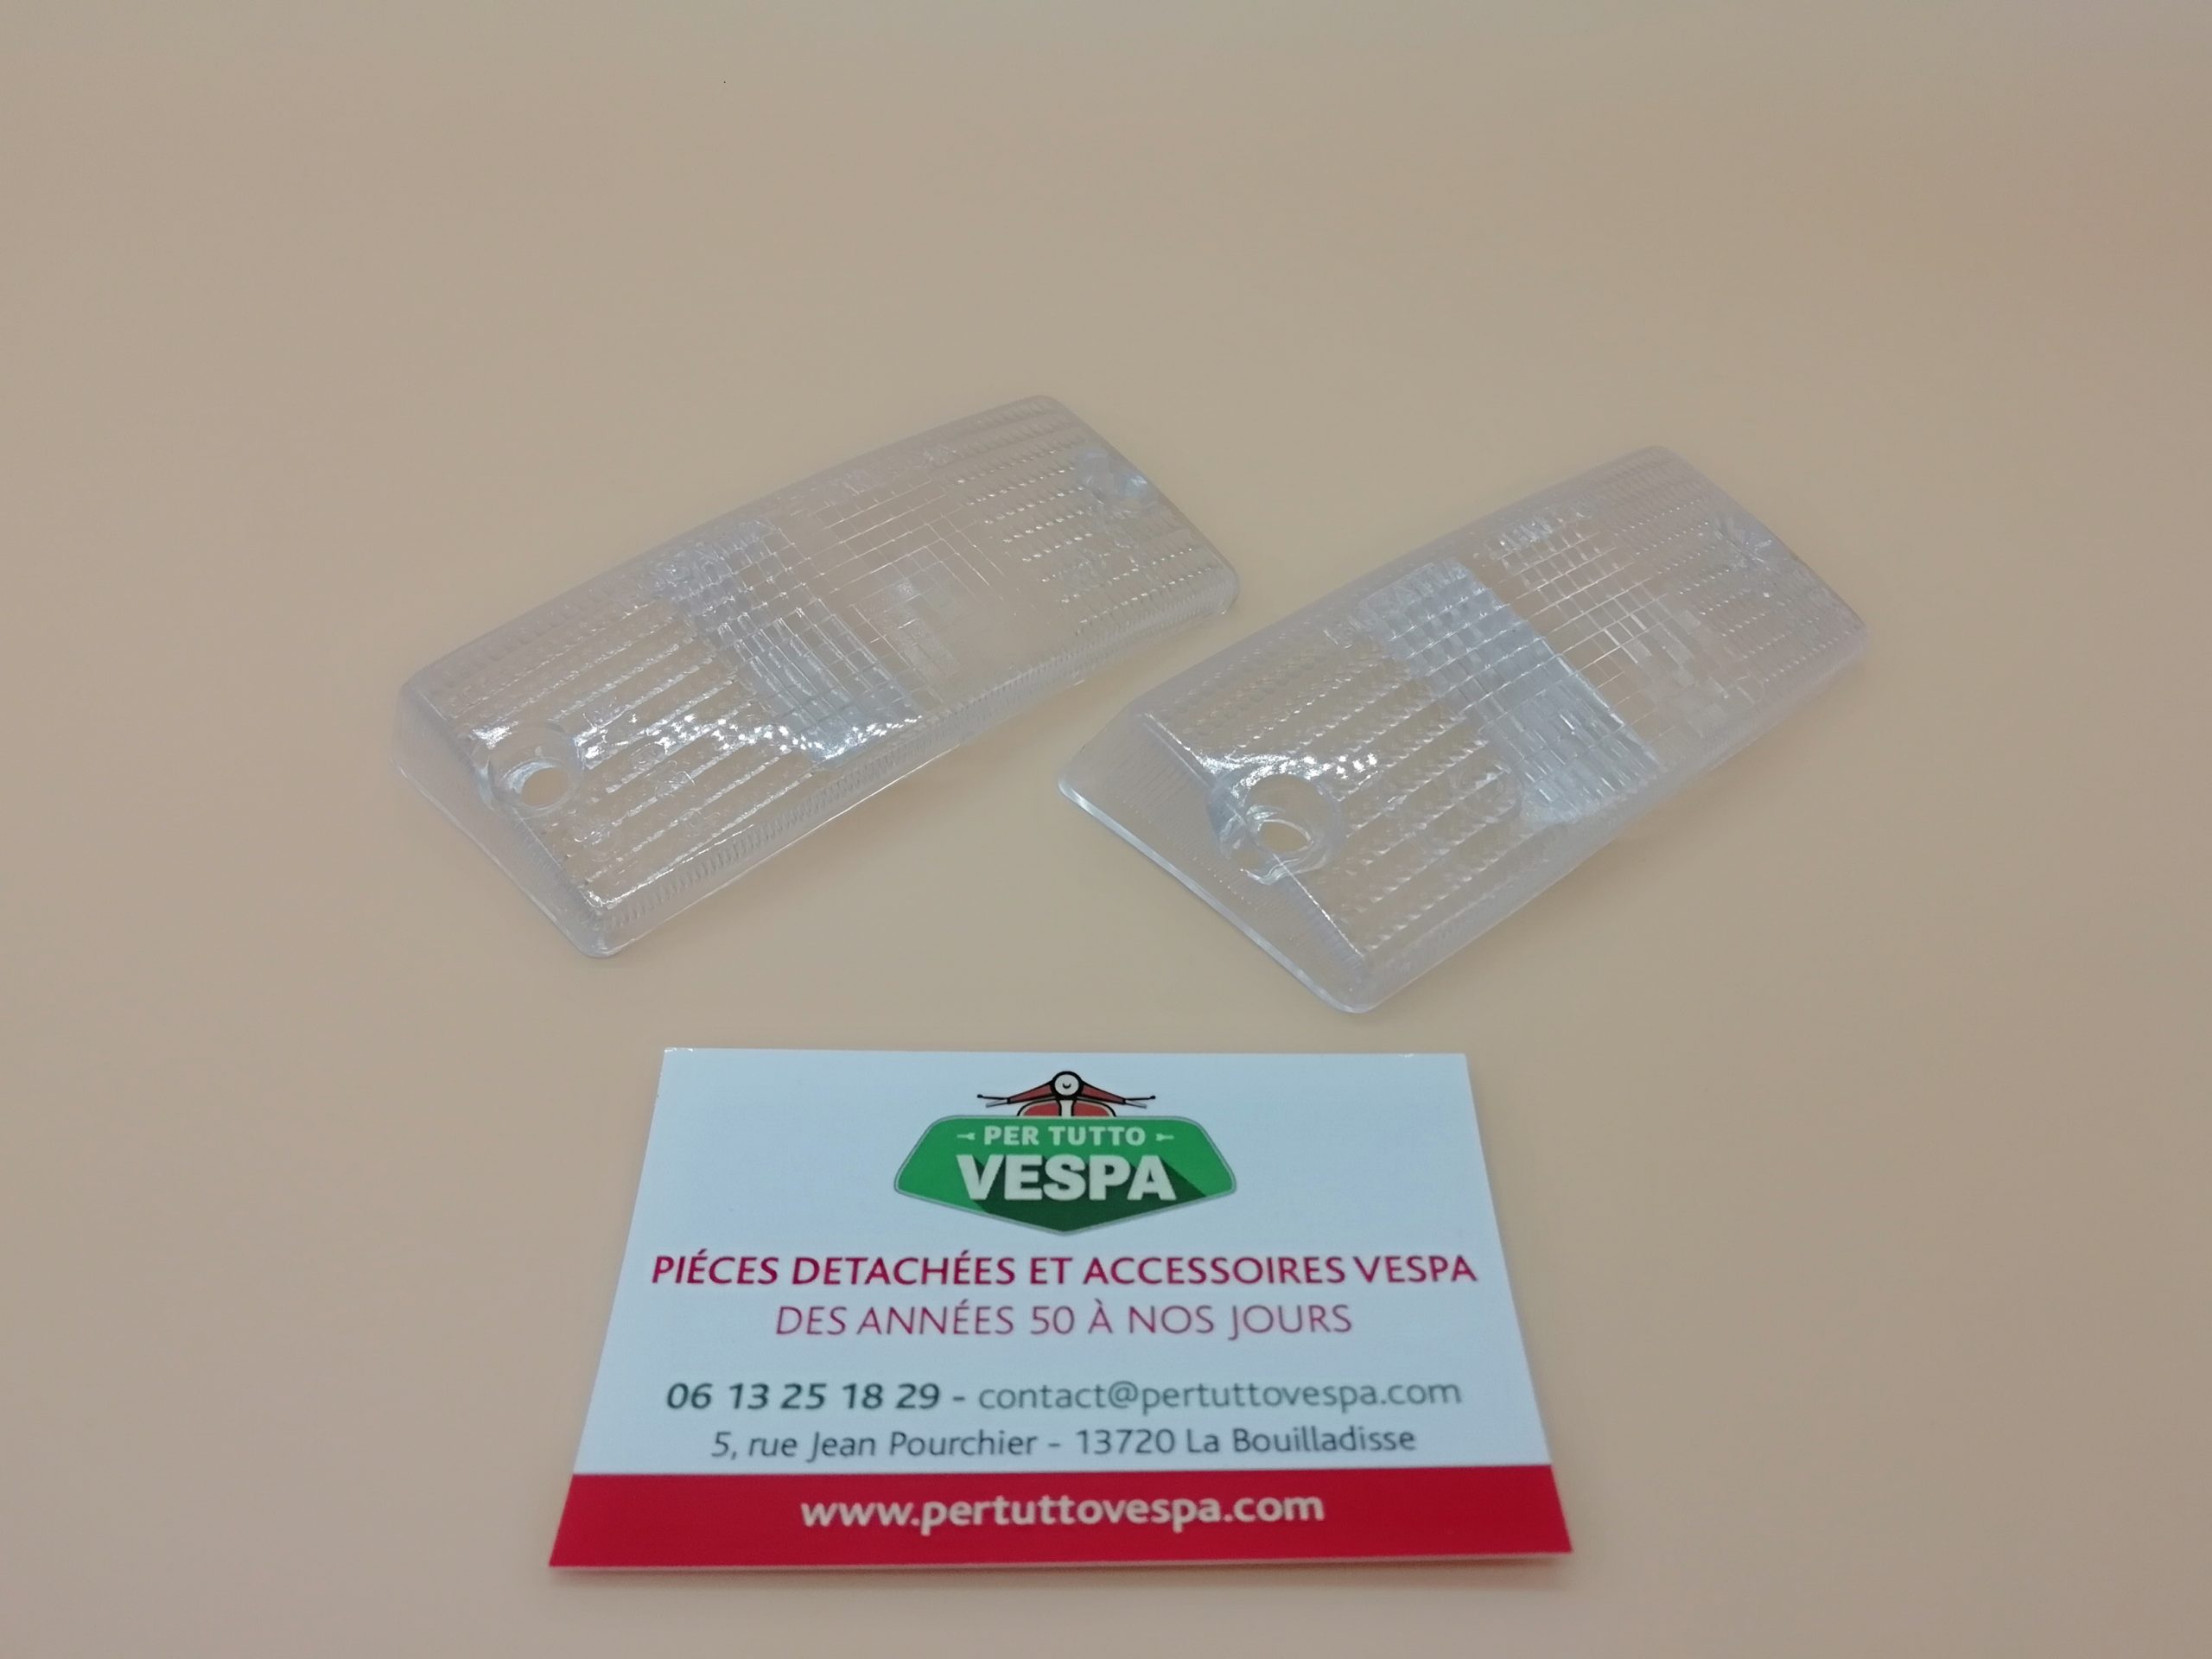 PER TUTTO
VESPA
PIÉCES DETACHÉES ET ACCESSOIRES VESPA
DES ANNÉES 50 À NOS JOURS
06 13 25 18 29 - contact@pertuttovespa.com
5, rue Jean Pourchier - 13720 La Bouilladisse
www.pertuttovespa.com